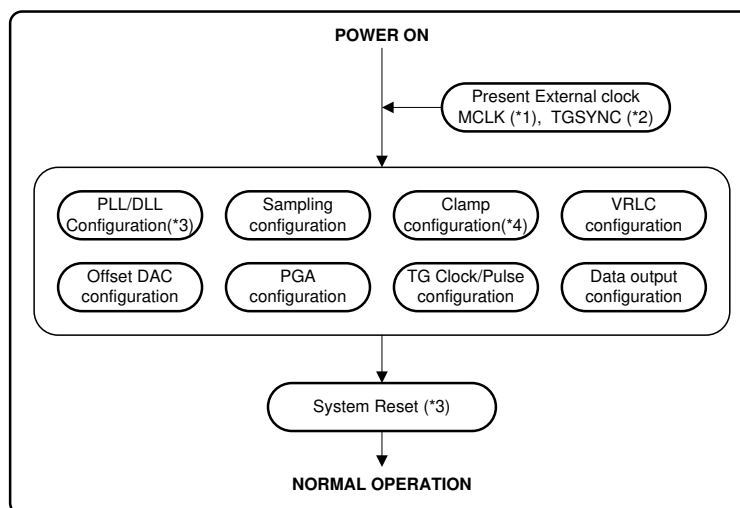 POWER ON
Present External clock
MCLK (*1), TGSYNC (*2)
PLL/DLL
Configuration(*3)
Sampling
configuration
Clamp
configuration(*4)
VRLC
configuration
Offset DAC
configuration
PGA
configuration
TG Clock/Pulse
configuration
Data output
configuration
System Reset (*3)
NORMAL OPERATION